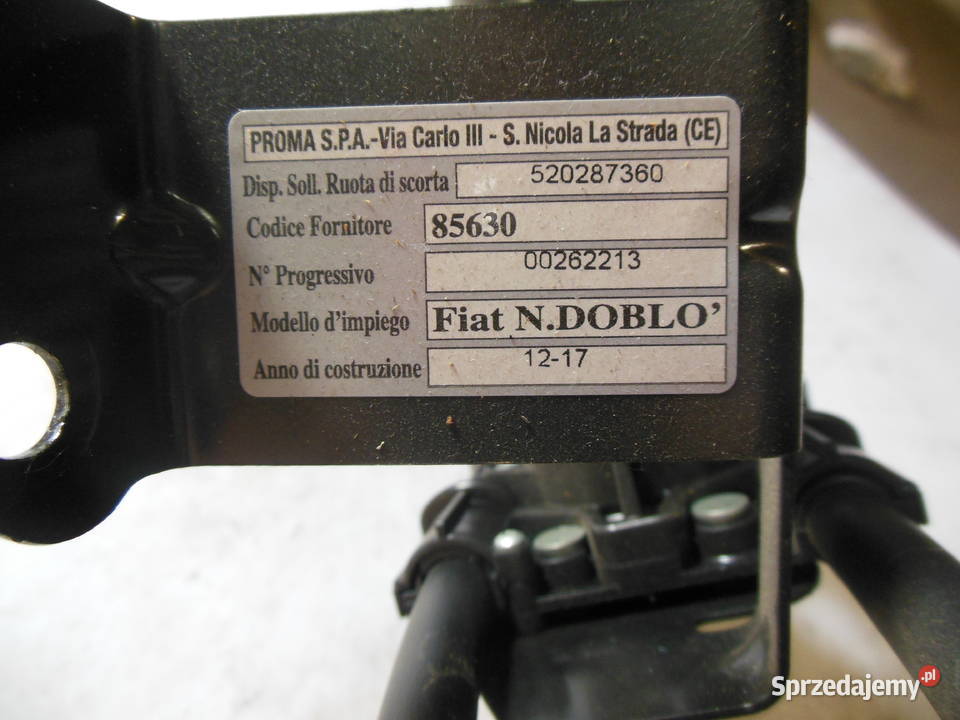 PROMA S.P.A.-Via Carlo III - S. Nicola La Strada (CE)
Disp. Soll. Ruota di scorta 520287360
Codice Fornitore 85630
N° Progressivo 00262213
Modello d'impiego Fiat N.DOBLO'
Anno di costruzione 12-17
Sprzedajemy.pl